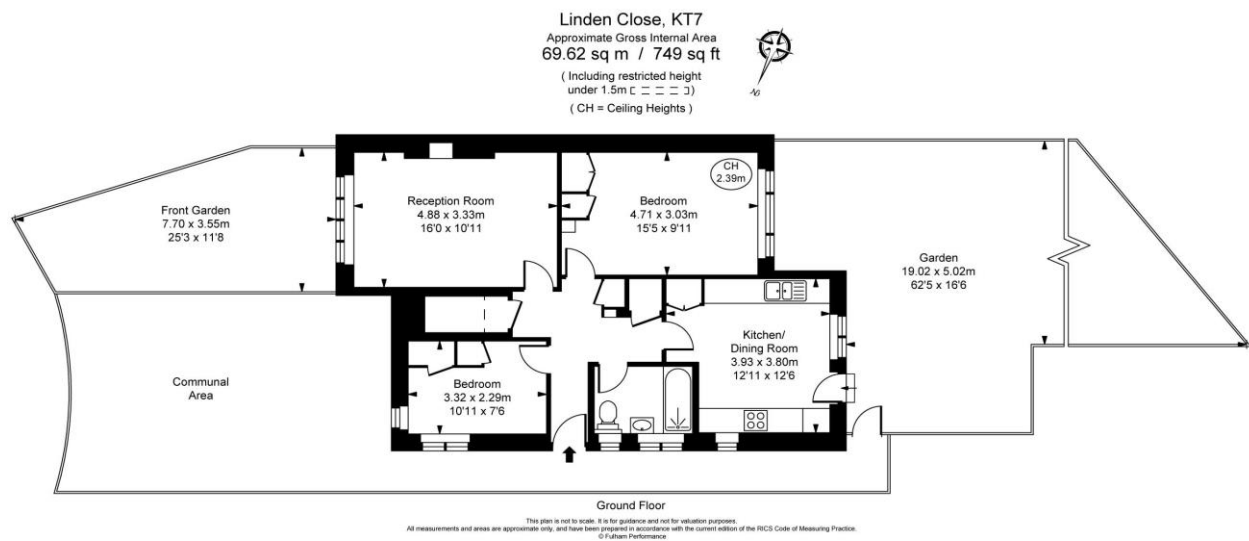 Linden Close, KT7
Approximate Gross Internal Area
69.62 sq m / 749 sq ft
( Including restricted height
under 1.5m )
( CH = Ceiling Heights )
NO
CH
2.39m
Reception Room
4.88 x 3.33m
16'0 x 10'11
Bedroom
4.71 x 3.03m
15'5 x 9'11
Front Garden
7.70 x 3.55m
25'3 x 11'8
Garden
19.02 x 5.02m
62'5 x 16'6
Kitchen/
Dining Room
3.93 x 3.80m
12'11 x 12'6
Communal
Area
Bedroom
3.32 x 2.29m
10'11 x 7'6
Ground Floor
This plan is not to scale. It is for guidance and not for valuation purposes.
All measurements and areas are approximate only, and have been prepared in accordance with the current edition of the RICS Code of Measuring Practice.
© Fulham Performance